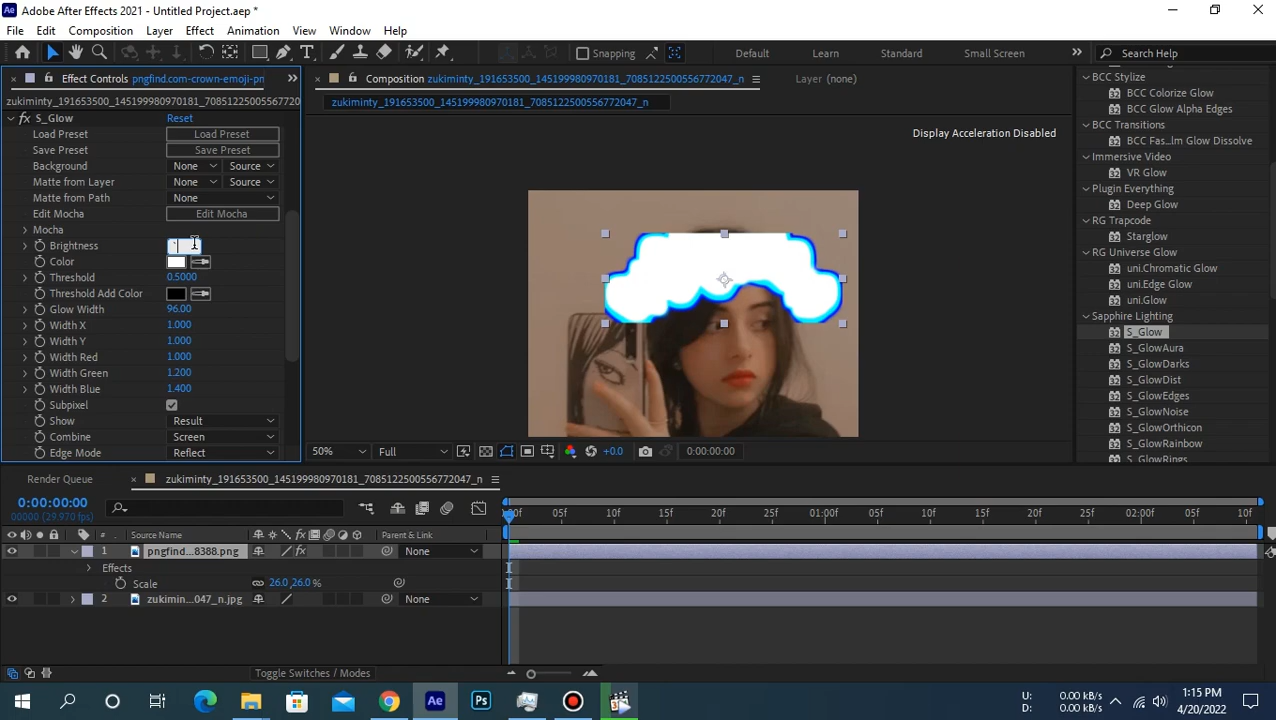 Adobe After Effects 2021 - Untitled Project.aep *
File Edit Composition Layer Effect Animation View Window Help
Snapping
Default Learn Standard Small Screen
Search Help
Effect Controls pngfind.com-crown-emoji-pn
zukiminty_191653500_145199980970181_70851225005567720
fx S_Glow Reset
Load Preset Load Preset
Save Preset Save Preset
Background None Source
Matte from Layer None Source
Matte from Path None
Edit Mocha Edit Mocha
Mocha
Brightness
Color
Threshold 0.5000
Threshold Add Color
Glow Width 96.00
Width X 1.000
Width Y 1.000
Width Red 1.000
Width Green 1.200
Width Blue 1.400
Subpixel
Show Result
Combine Screen
Edge Mode Reflect
Composition zukiminty_191653500_145199980970181_7085122500556772047_n
Layer (none)
zukiminty_191653500_145199980970181_7085122500556772047_n
Display Acceleration Disabled
50% Full +0.0 0:00:00:00
BCC Stylize
BCC Colorize Glow
BCC Glow Alpha Edges
BCC Transitions
BCC Fas...lm Glow Dissolve
Immersive Video
VR Glow
Plugin Everything
Deep Glow
RG Trapcode
Starglow
RG Universe Glow
uni.Chromatic Glow
uni.Edge Glow
uni.Glow
Sapphire Lighting
S_Glow
S_GlowAura
S_GlowDarks
S_GlowDist
S_GlowEdges
S_GlowNoise
S_GlowOrthicon
S_GlowRainbow
S_GlowRings
Render Queue
zukiminty_191653500_145199980970181_7085122500556772047_n
0:00:00:00
00000 (29.970 fps)
:00f 05f 10f 15f 20f 25f 01:00f 05f 10f 15f 20f 25f 02:00f 05f 10f
# Source Name fx Parent & Link
1 pngfind...8388.png fx None
Effects
Scale 26.0,26.0 %
2 zukimin...047_n.jpg None
Toggle Switches / Modes
Ae Ps
U: 0.00 kB/s
D: 0.00 kB/s
1:15 PM
4/20/2022